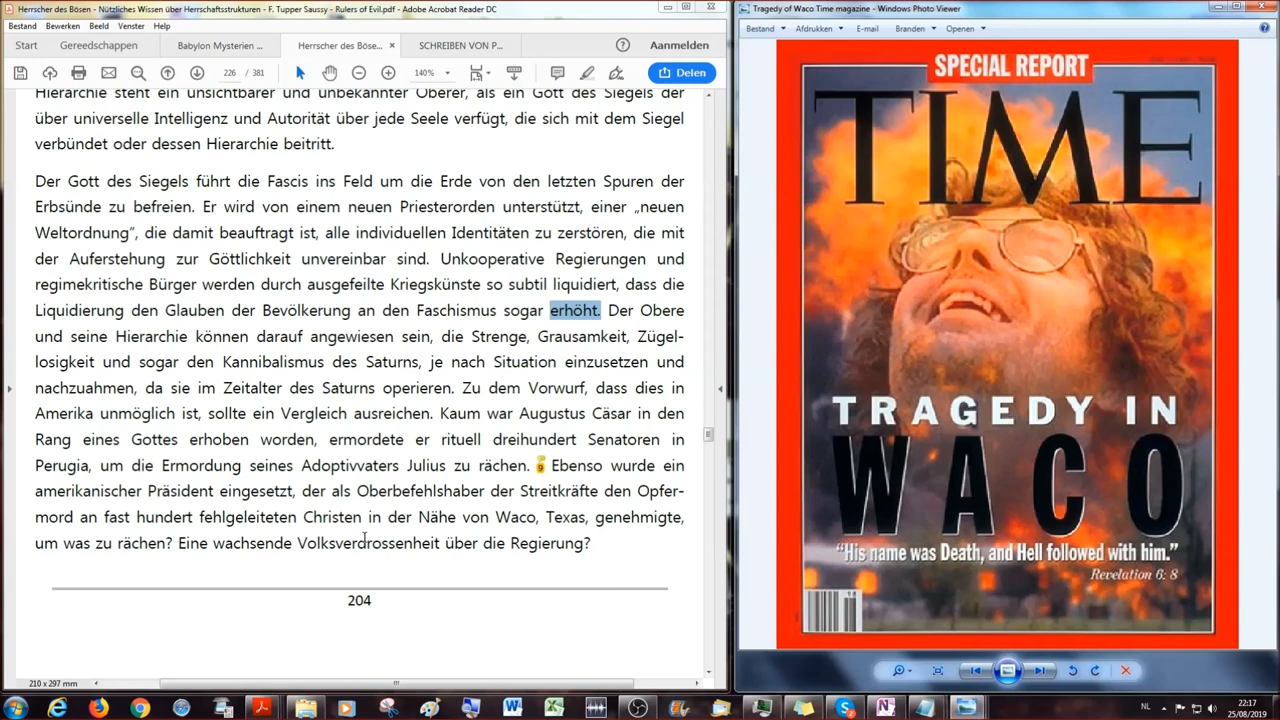 Herrscher des Bösen - Nützliches Wissen über Herrschaftsstrukturen - F. Tupper Saussy - Rulers of Evil.pdf - Adobe Acrobat Reader DC
Bestand Bewerken Beeld Venster Help
Start Gereedschappen Babylon Mysterien ... Herrscher des Böse... × SCHREIBEN VON P... Aanmelden
226 / 381 140% Delen
Hierarchie steht ein unsichtbarer und unbekannter Oberer, als ein Gott des Siegels der
über universelle Intelligenz und Autorität über jede Seele verfügt, die sich mit dem Siegel
verbündet oder dessen Hierarchie beitritt.
Der Gott des Siegels führt die Fascis ins Feld um die Erde von den letzten Spuren der
Erbsünde zu befreien. Er wird von einem neuen Priesterorden unterstützt, einer „neuen
Weltordnung“, die damit beauftragt ist, alle individuellen Identitäten zu zerstören, die mit
der Auferstehung zur Göttlichkeit unvereinbar sind. Unkooperative Regierungen und
regimekritische Bürger werden durch ausgefeilte Kriegskünste so subtil liquidiert, dass die
Liquidierung den Glauben der Bevölkerung an den Faschismus sogar erhöht. Der Obere
und seine Hierarchie können darauf angewiesen sein, die Strenge, Grausamkeit, Zügel-
losigkeit und sogar den Kannibalismus des Saturns, je nach Situation einzusetzen und
nachzuahmen, da sie im Zeitalter des Saturns operieren. Zu dem Vorwurf, dass dies in
Amerika unmöglich ist, sollte ein Vergleich ausreichen. Kaum war Augustus Cäsar in den
Rang eines Gottes erhoben worden, ermordete er rituell dreihundert Senatoren in
Perugia, um die Ermordung seines Adoptivvaters Julius zu rächen. 9 Ebenso wurde ein
amerikanischer Präsident eingesetzt, der als Oberbefehlshaber der Streitkräfte den Opfer-
mord an fast hundert fehlgeleiteten Christen in der Nähe von Waco, Texas, genehmigte,
um was zu rächen? Eine wachsende Volksverdrossenheit über die Regierung?
204
210 x 297 mm
Tragedy of Waco Time magazine - Windows Photo Viewer
Bestand Afdrukken E-mail Branden Openen
SPECIAL REPORT
TIME
TRAGEDY IN
WACO
“His name was Death, and Hell followed with him.”
Revelation 6: 8
NL 22:17
25/08/2019